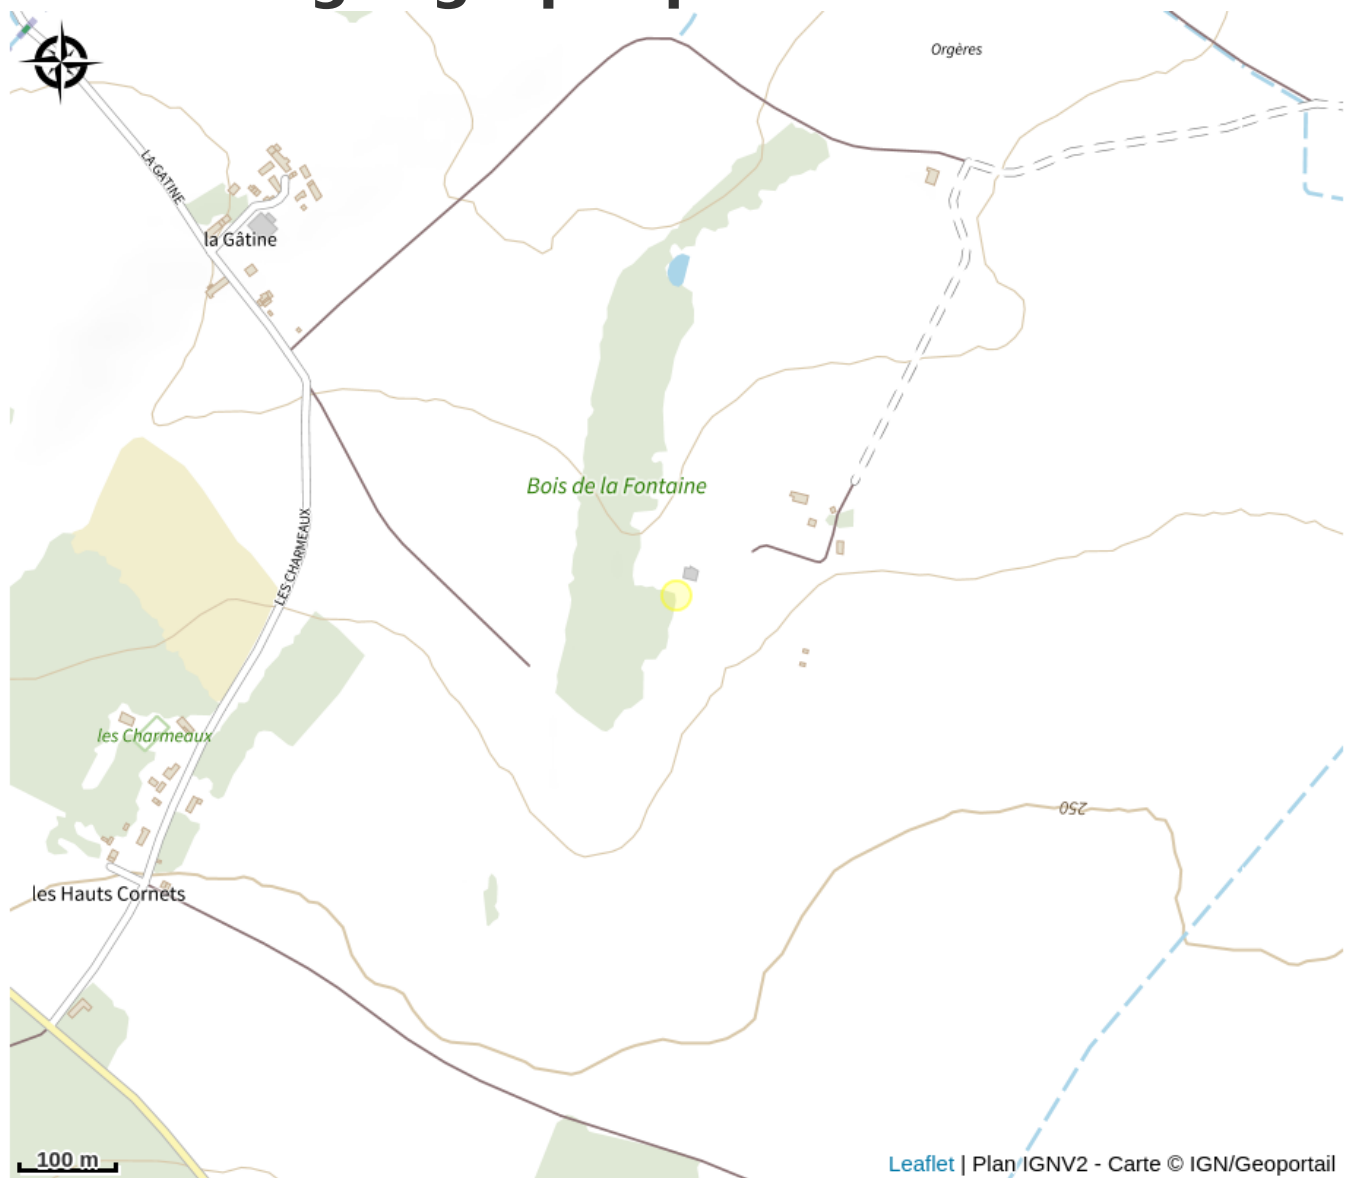 Orgères
LA GATINE
la Gâtine
Bois de la Fontaine
LES CHARMEAUX
les Charmeaux
250
les Hauts Cornets
100 m
Leaflet | Plan IGNV2 - Carte © IGN/Geoportail